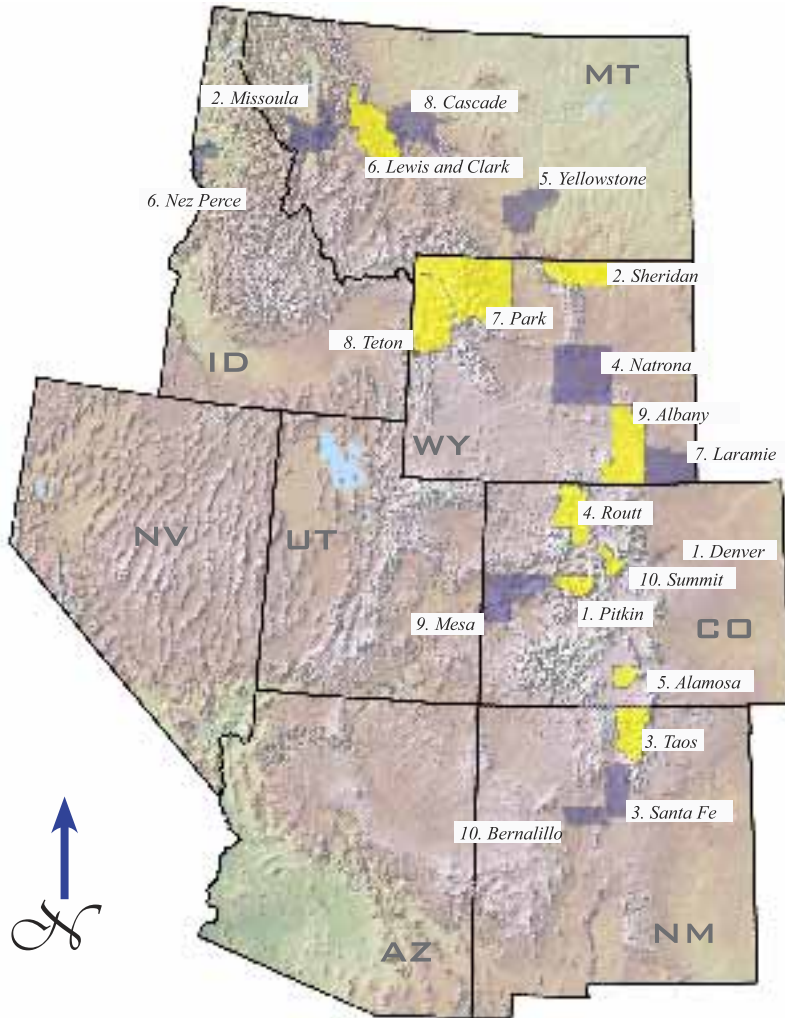 MT
2. Missoula
8. Cascade
6. Lewis and Clark
5. Yellowstone
6. Nez Perce
2. Sheridan
7. Park
8. Teton
ID
4. Natrona
9. Albany
WY
7. Laramie
4. Routt
NV
UT
1. Denver
10. Summit
1. Pitkin
9. Mesa
CO
5. Alamosa
3. Taos
3. Santa Fe
10. Bernalillo
N
NM
AZ